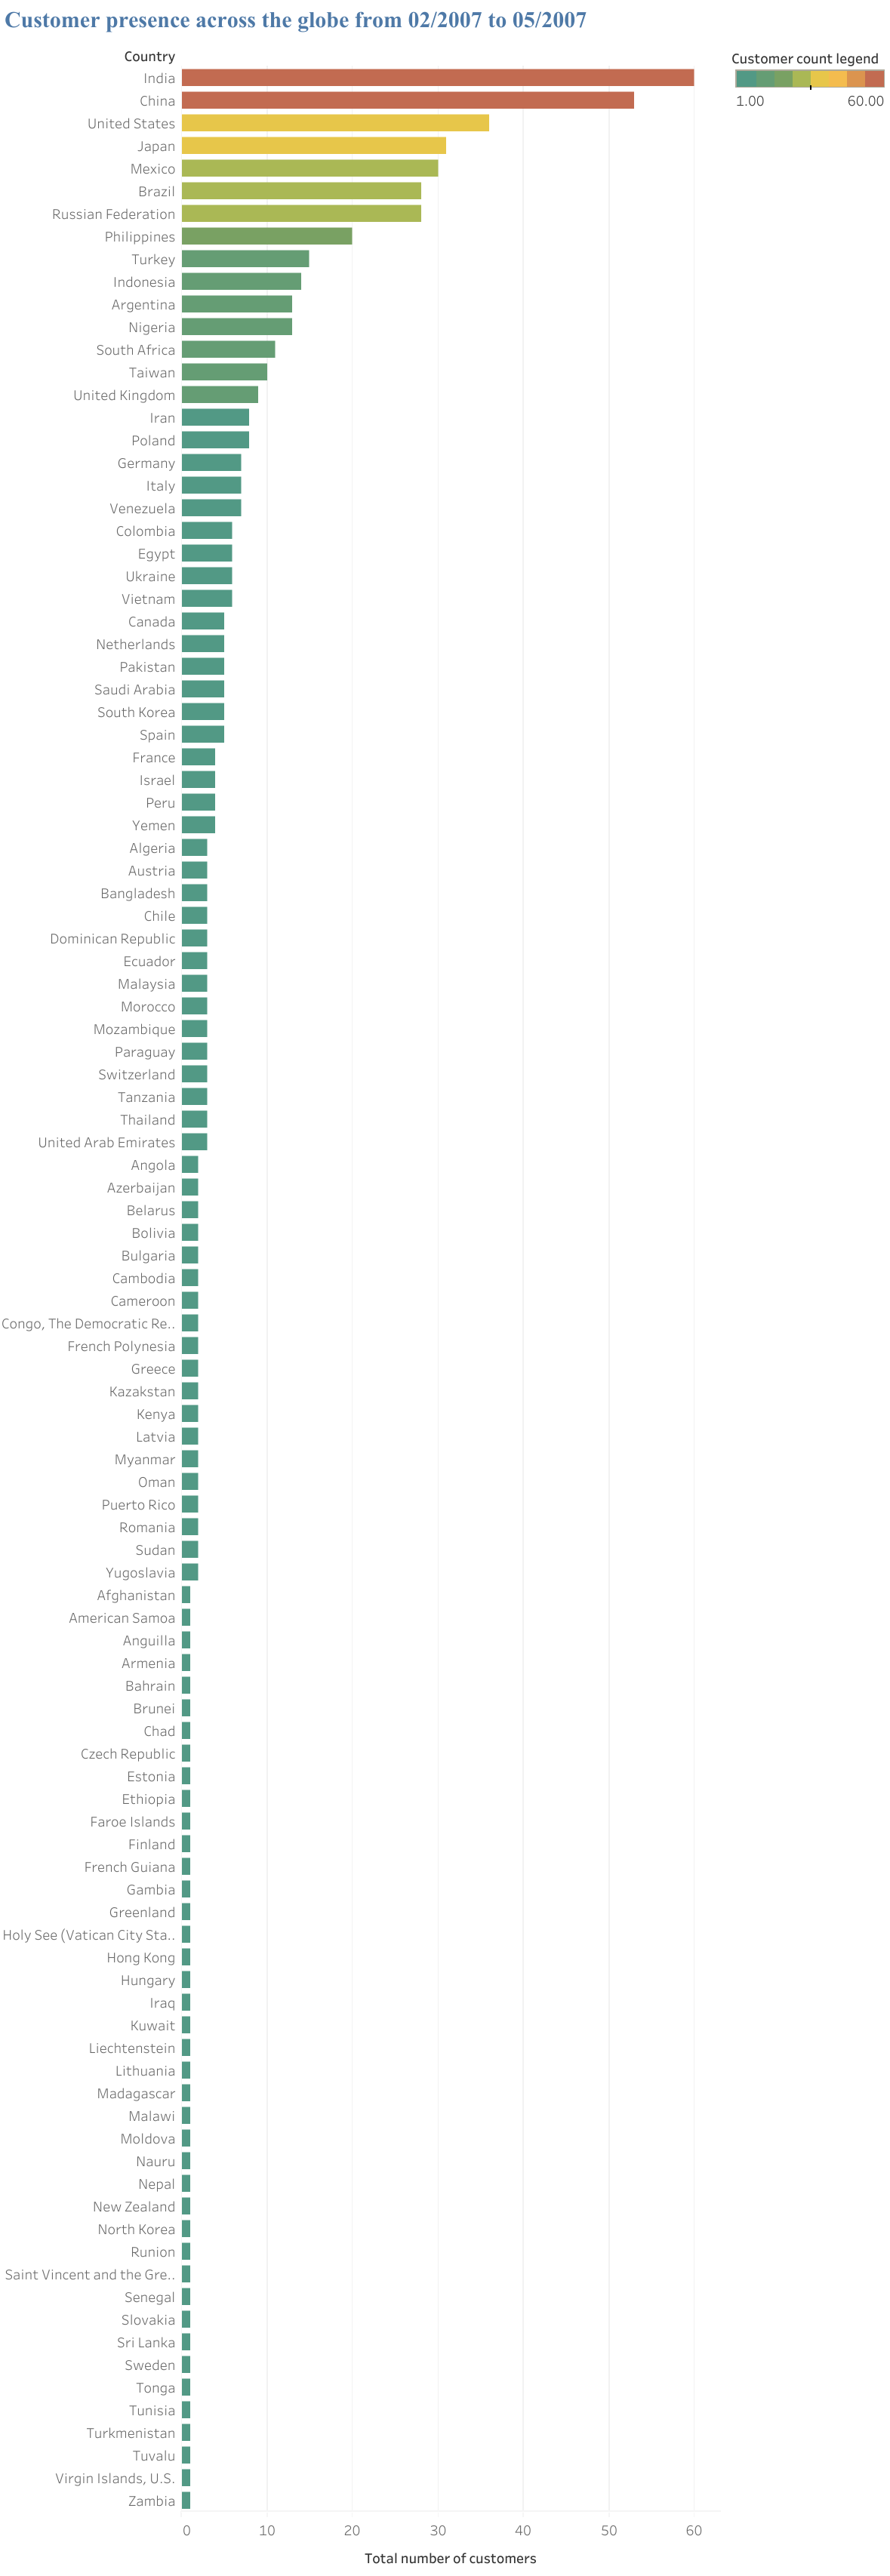 Customer presence across the globe from 02/2007 to 05/2007
Country
Customer count legend
1.00 60.00
India
China
United States
Japan
Mexico
Brazil
Russian Federation
Philippines
Turkey
Indonesia
Argentina
Nigeria
South Africa
Taiwan
United Kingdom
Iran
Poland
Germany
Italy
Venezuela
Colombia
Egypt
Ukraine
Vietnam
Canada
Netherlands
Pakistan
Saudi Arabia
South Korea
Spain
France
Israel
Peru
Yemen
Algeria
Austria
Bangladesh
Chile
Dominican Republic
Ecuador
Malaysia
Morocco
Mozambique
Paraguay
Switzerland
Tanzania
Thailand
United Arab Emirates
Angola
Azerbaijan
Belarus
Bolivia
Bulgaria
Cambodia
Cameroon
Congo, The Democratic Re..
French Polynesia
Greece
Kazakstan
Kenya
Latvia
Myanmar
Oman
Puerto Rico
Romania
Sudan
Yugoslavia
Afghanistan
American Samoa
Anguilla
Armenia
Bahrain
Brunei
Chad
Czech Republic
Estonia
Ethiopia
Faroe Islands
Finland
French Guiana
Gambia
Greenland
Holy See (Vatican City Sta..
Hong Kong
Hungary
Iraq
Kuwait
Liechtenstein
Lithuania
Madagascar
Malawi
Moldova
Nauru
Nepal
New Zealand
North Korea
Runion
Saint Vincent and the Gre..
Senegal
Slovakia
Sri Lanka
Sweden
Tonga
Tunisia
Turkmenistan
Tuvalu
Virgin Islands, U.S.
Zambia
0 10 20 30 40 50 60
Total number of customers